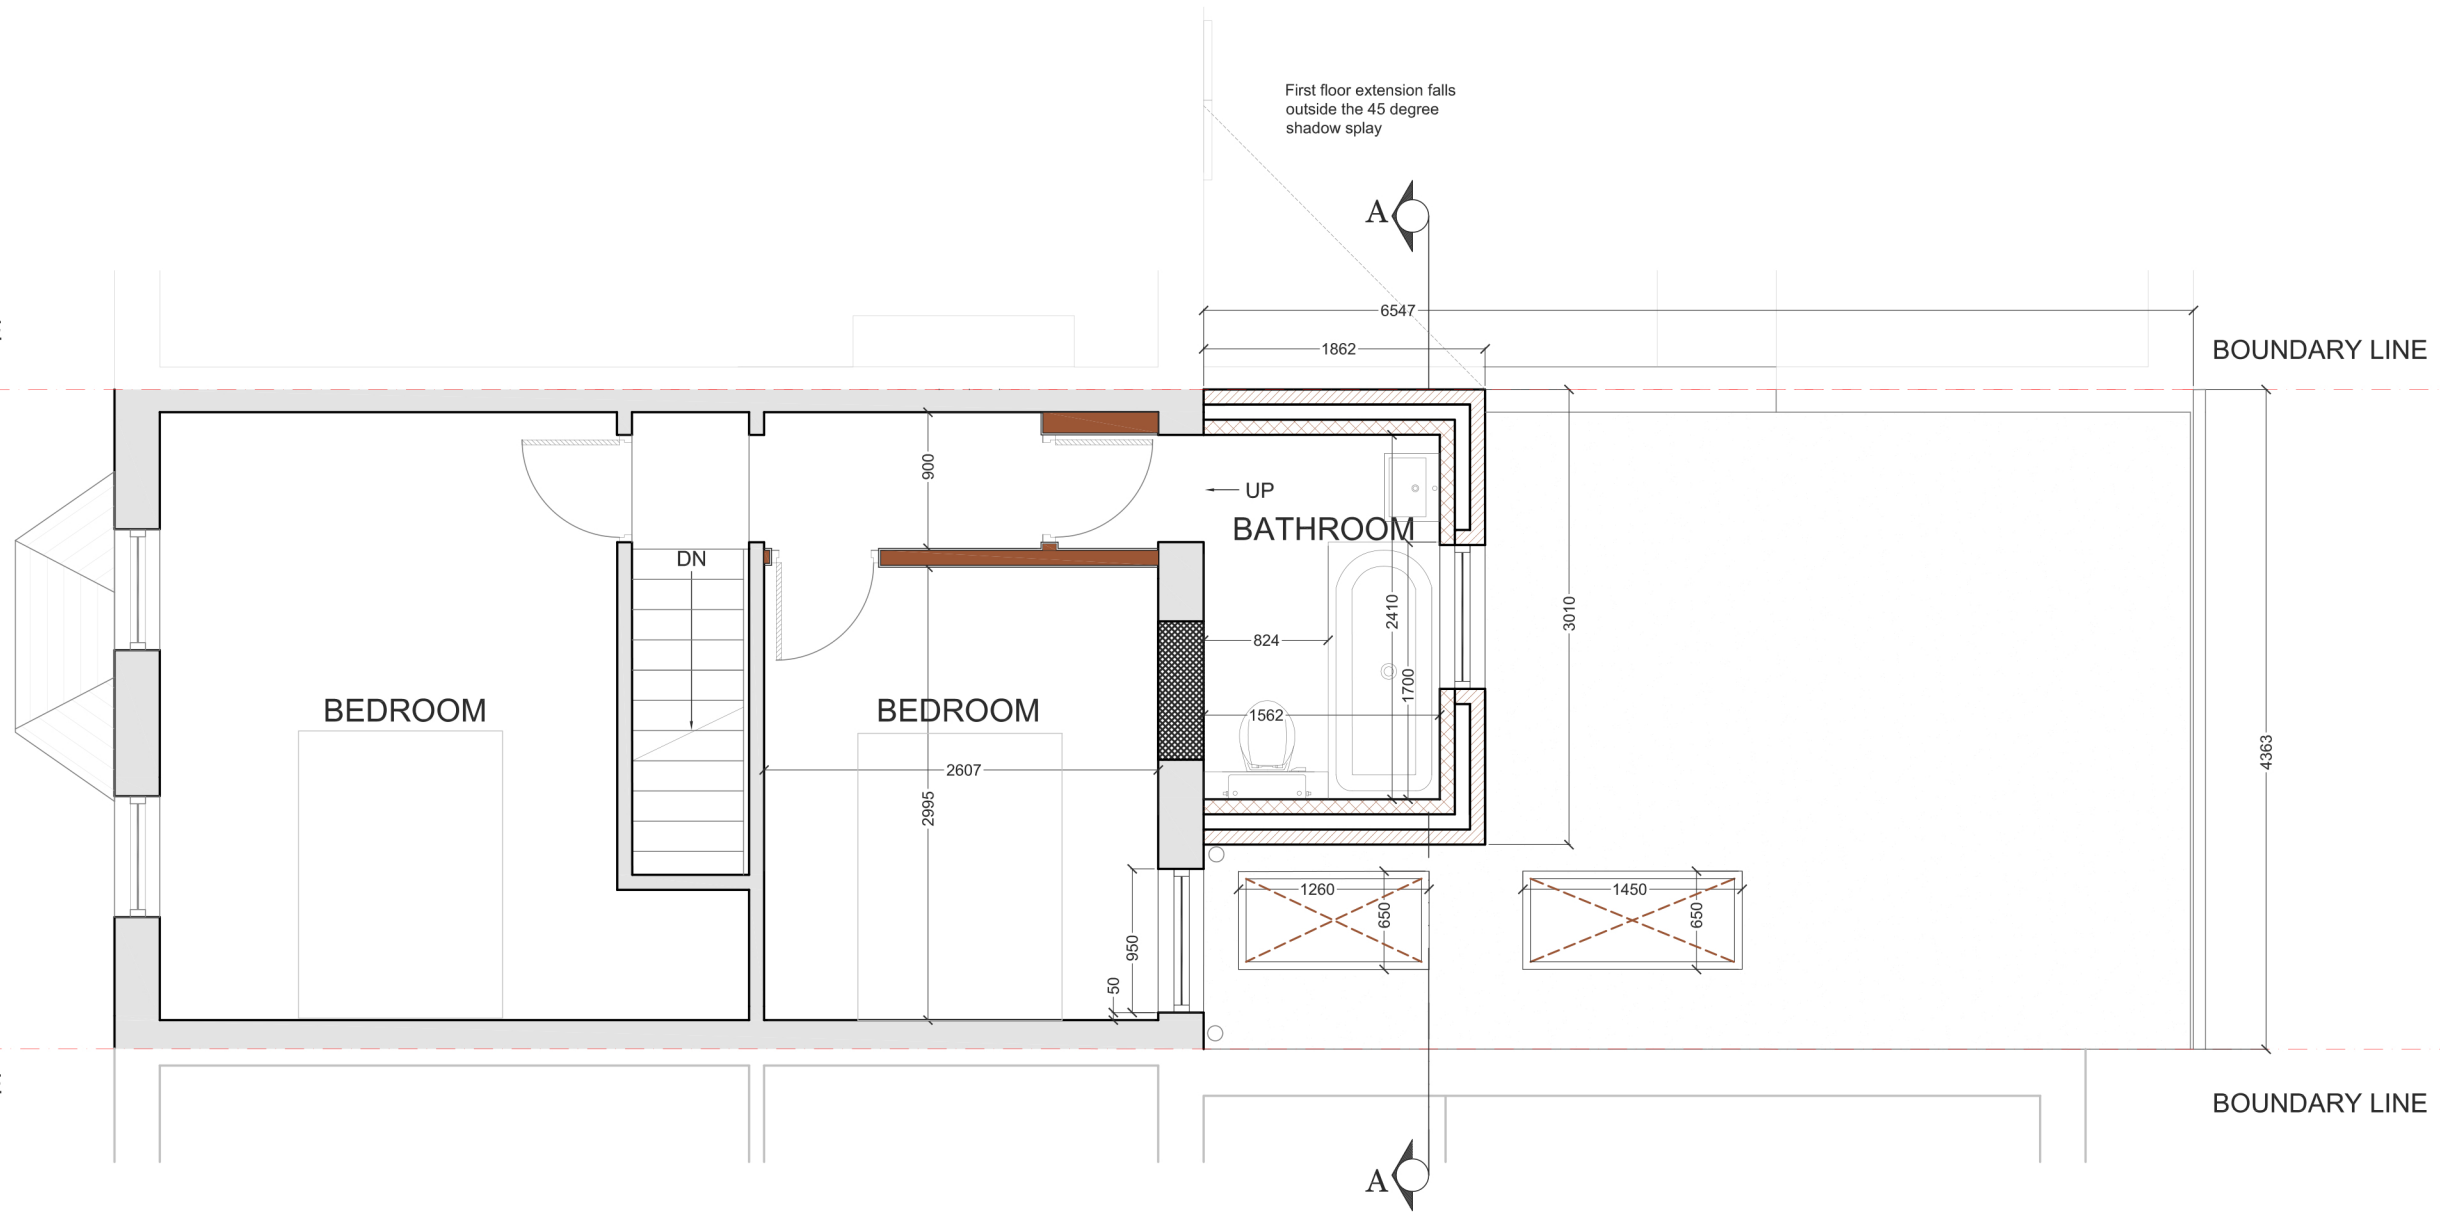 First floor extension falls
outside the 45 degree
shadow splay
A
6547
1862
BOUNDARY LINE
900
UP
BATHROOM
DN
2410
3010
824
1700
BEDROOM
BEDROOM
1562
2607
2995
4363
1260
650
1450
650
950
50
BOUNDARY LINE
A